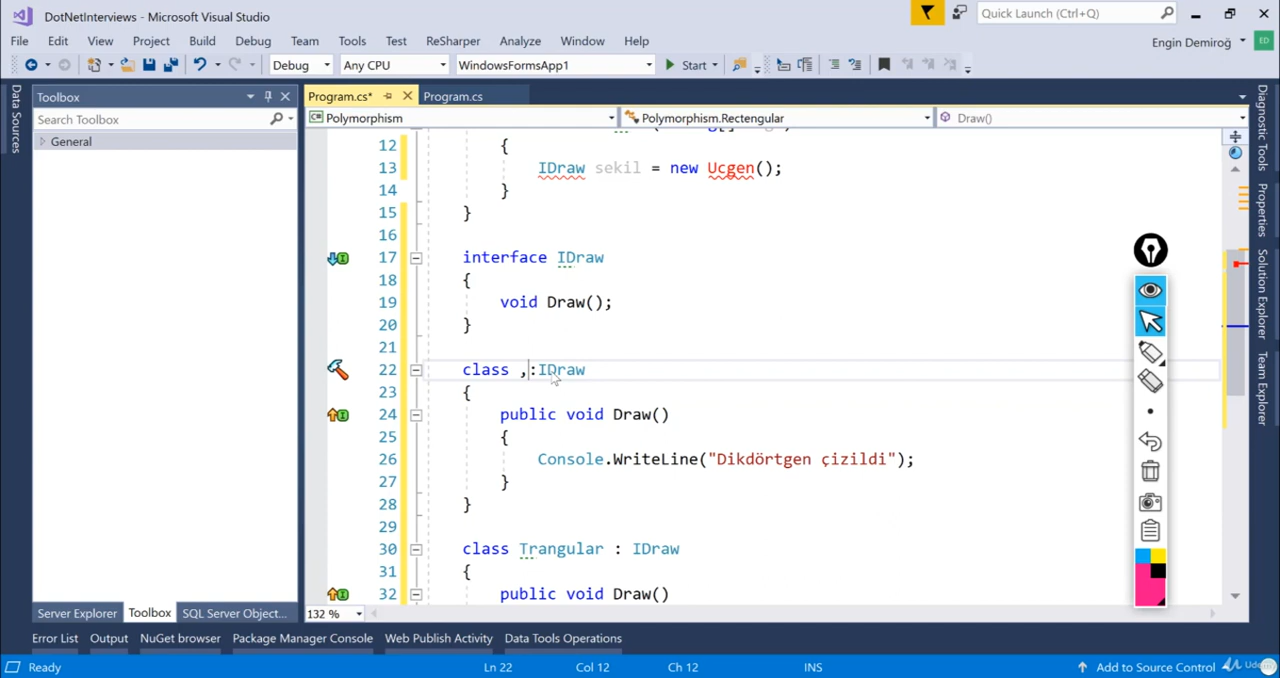 DotNetInterviews - Microsoft Visual Studio
Quick Launch (Ctrl+Q)
File Edit View Project Build Debug Team Tools Test ReSharper Analyze Window Help
Engin Demiroğ ED
Debug Any CPU WindowsFormsApp1 Start
Data Sources
Toolbox
Search Toolbox
General
Program.cs* Program.cs
Polymorphism Polymorphism.Rectangular Draw()
12 {
13 IDraw sekil = new Ucgen();
14 }
15 }
16
17 interface IDraw
18 {
19 void Draw();
20 }
21
22 class ,:IDraw
23 {
24 public void Draw()
25 {
26 Console.WriteLine("Dikdörtgen çizildi");
27 }
28 }
29
30 class Trangular : IDraw
31 {
32 public void Draw()
132 %
Diagnostic Tools
Properties
Solution Explorer
Team Explorer
Server Explorer Toolbox SQL Server Object...
Error List Output NuGet browser Package Manager Console Web Publish Activity Data Tools Operations
Ready Ln 22 Col 12 Ch 12 INS Add to Source Control
Udemy